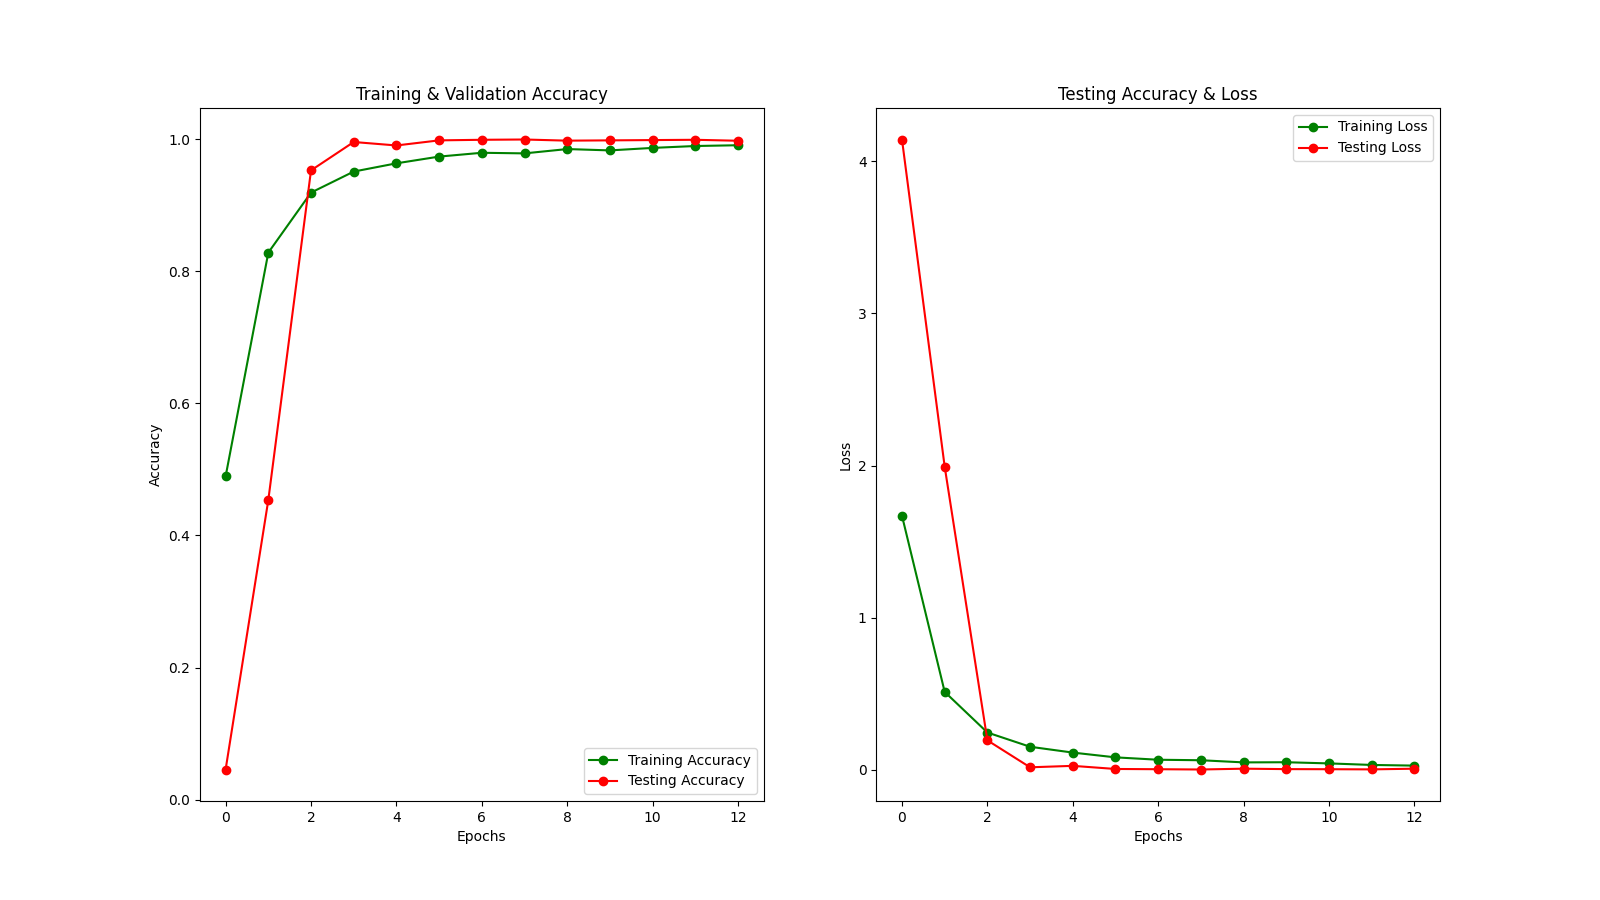 Training & Validation Accuracy
Accuracy
1.0
0.8
0.6
0.4
0.2
0.0
Training Accuracy
Testing Accuracy
0 2 4 6 8 10 12
Epochs
Testing Accuracy & Loss
Training Loss
Testing Loss
Loss
4
3
2
1
0
0 2 4 6 8 10 12
Epochs